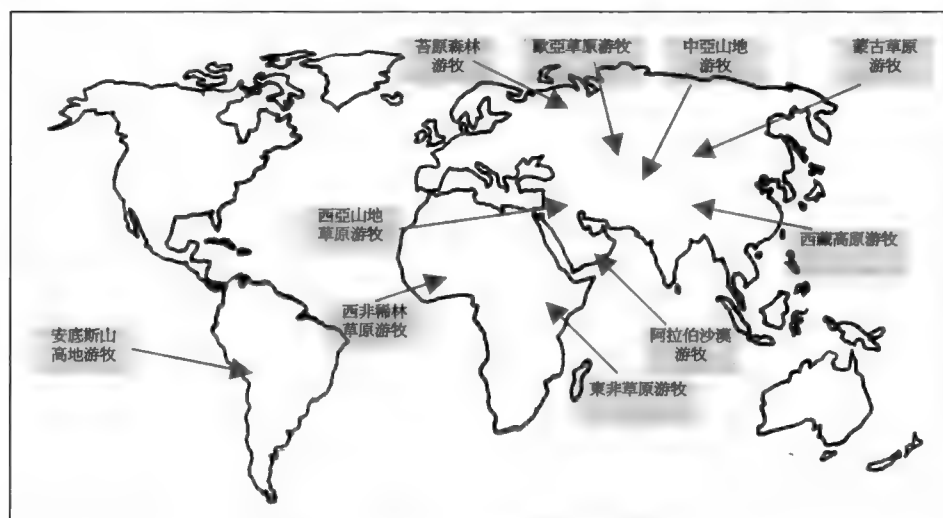 苔原森林
游牧
歐亞草原游牧
中亞山地
游牧
蒙古草原
游牧
西亞山地
草原游牧
西藏高原游牧
西非稀林
草原游牧
阿拉伯沙漠
游牧
安底斯山
高地游牧
東非草原游牧